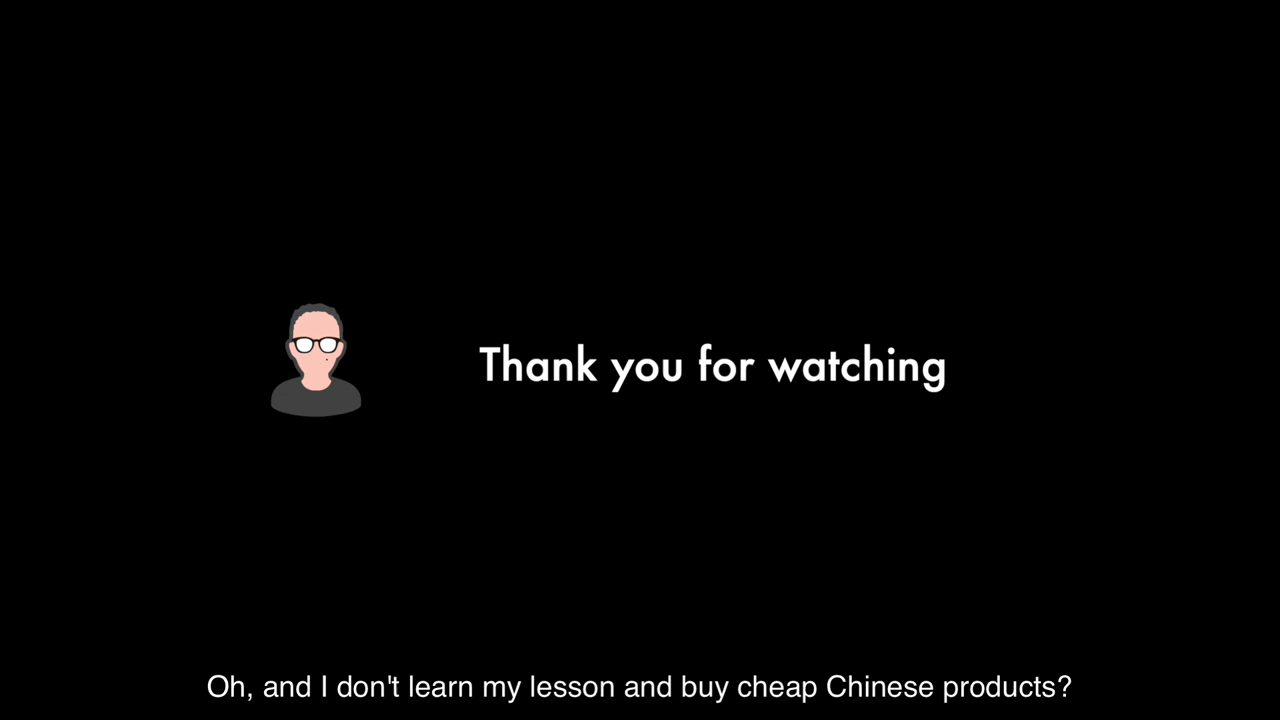 Thank you for watching
Oh, and I don't learn my lesson and buy cheap Chinese products?